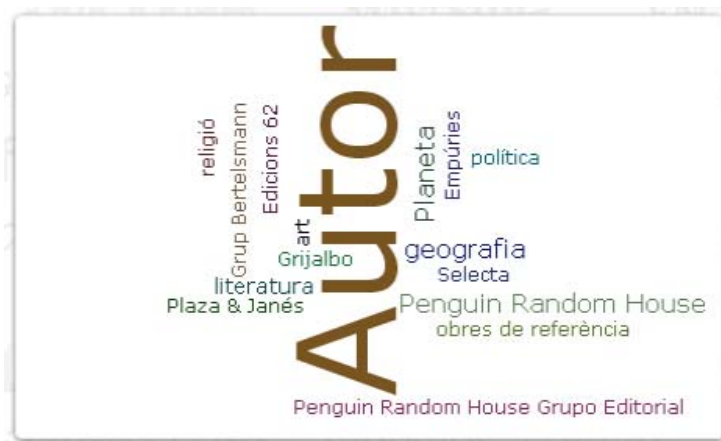 Autor
religió
Grup Bertelsmann
Edicions 62
Planeta
Empúries
política
art
Grijalbo
geografia
Selecta
literatura
Plaza & Janés
Penguin Random House
obres de referència
Penguin Random House Grupo Editorial